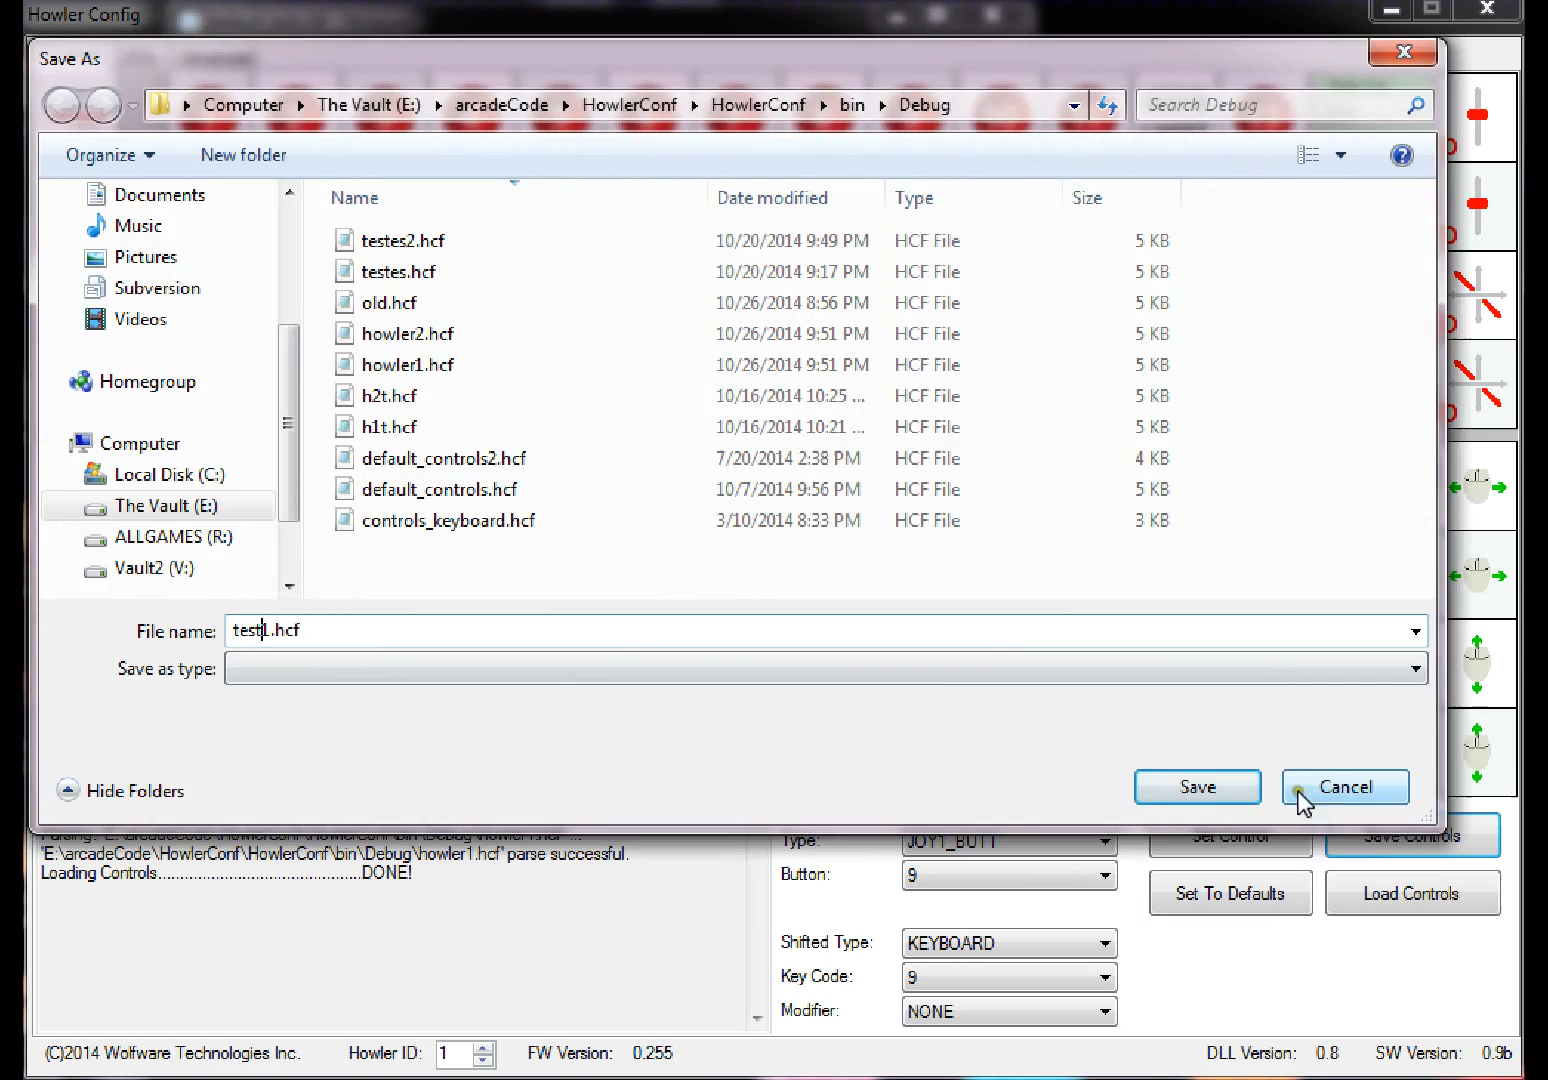 Howler Config
Save As
Computer The Vault (E:) arcadeCode HowlerConf HowlerConf bin Debug
Search Debug
Organize New folder
Name Date modified Type Size
Documents
Music
Pictures
Subversion
Videos
Homegroup
Computer
Local Disk (C:)
The Vault (E:)
ALLGAMES (R:)
Vault2 (V:)
testes2.hcf 10/20/2014 9:49 PM HCF File 5 KB
testes.hcf 10/20/2014 9:17 PM HCF File 5 KB
old.hcf 10/26/2014 8:56 PM HCF File 5 KB
howler2.hcf 10/26/2014 9:51 PM HCF File 5 KB
howler1.hcf 10/26/2014 9:51 PM HCF File 5 KB
h2t.hcf 10/16/2014 10:25 ... HCF File 5 KB
h1t.hcf 10/16/2014 10:21 ... HCF File 5 KB
default_controls2.hcf 7/20/2014 2:38 PM HCF File 4 KB
default_controls.hcf 10/7/2014 9:56 PM HCF File 5 KB
controls_keyboard.hcf 3/10/2014 8:33 PM HCF File 3 KB
File name: test1.hcf
Save as type:
Hide Folders
Save Cancel
'E:\arcadeCode\HowlerConf\HowlerConf\bin\Debug\howler1.hcf' parse successful.
Loading Controls.............................................DONE!
Type: JOY1_BUTT
Button: 9
Shifted Type: KEYBOARD
Key Code: 9
Modifier: NONE
Set Control Save Controls
Set To Defaults Load Controls
(C)2014 Wolfware Technologies Inc. Howler ID: 1 FW Version: 0.255 DLL Version: 0.8 SW Version: 0.9b